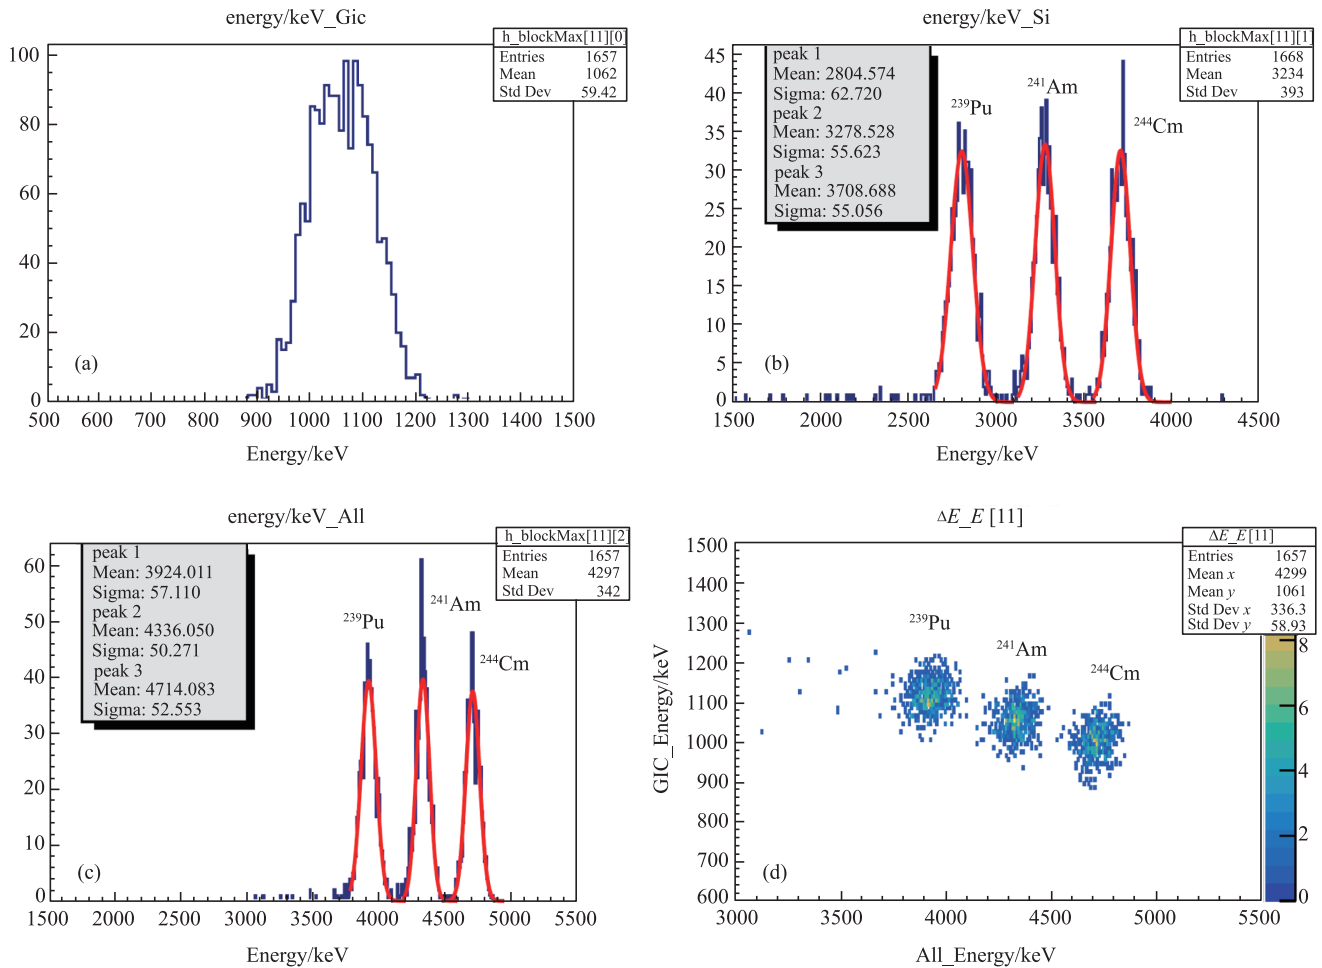 energy/keV_Gic
h_blockMax[11][0]
Entries 1657
Mean 1062
Std Dev 59.42
100
80
60
40
20
0
(a)
500 600 700 800 900 1000 1100 1200 1300 1400 1500
Energy/keV
energy/keV_Si
h_blockMax[11][1]
Entries 1668
Mean 3234
Std Dev 393
peak 1
Mean: 2804.574
Sigma: 62.720
peak 2
Mean: 3278.528
Sigma: 55.623
peak 3
Mean: 3708.688
Sigma: 55.056
239Pu
241Am
244Cm
45
40
35
30
25
20
15
10
5
0
(b)
1500 2000 2500 3000 3500 4000 4500
Energy/keV
energy/keV_All
h_blockMax[11][2]
Entries 1657
Mean 4297
Std Dev 342
peak 1
Mean: 3924.011
Sigma: 57.110
peak 2
Mean: 4336.050
Sigma: 50.271
peak 3
Mean: 4714.083
Sigma: 52.553
239Pu
241Am
244Cm
60
50
40
30
20
10
0
(c)
1500 2000 2500 3000 3500 4000 4500 5000 5500
Energy/keV
ΔE_E [11]
ΔE_E [11]
Entries 1657
Mean x 4299
Mean y 1061
Std Dev x 336.3
Std Dev y 58.93
239Pu
241Am
244Cm
8
6
4
2
0
GIC_Energy/keV
1500
1400
1300
1200
1100
1000
900
800
700
600
(d)
3000 3500 4000 4500 5000 5500
All_Energy/keV